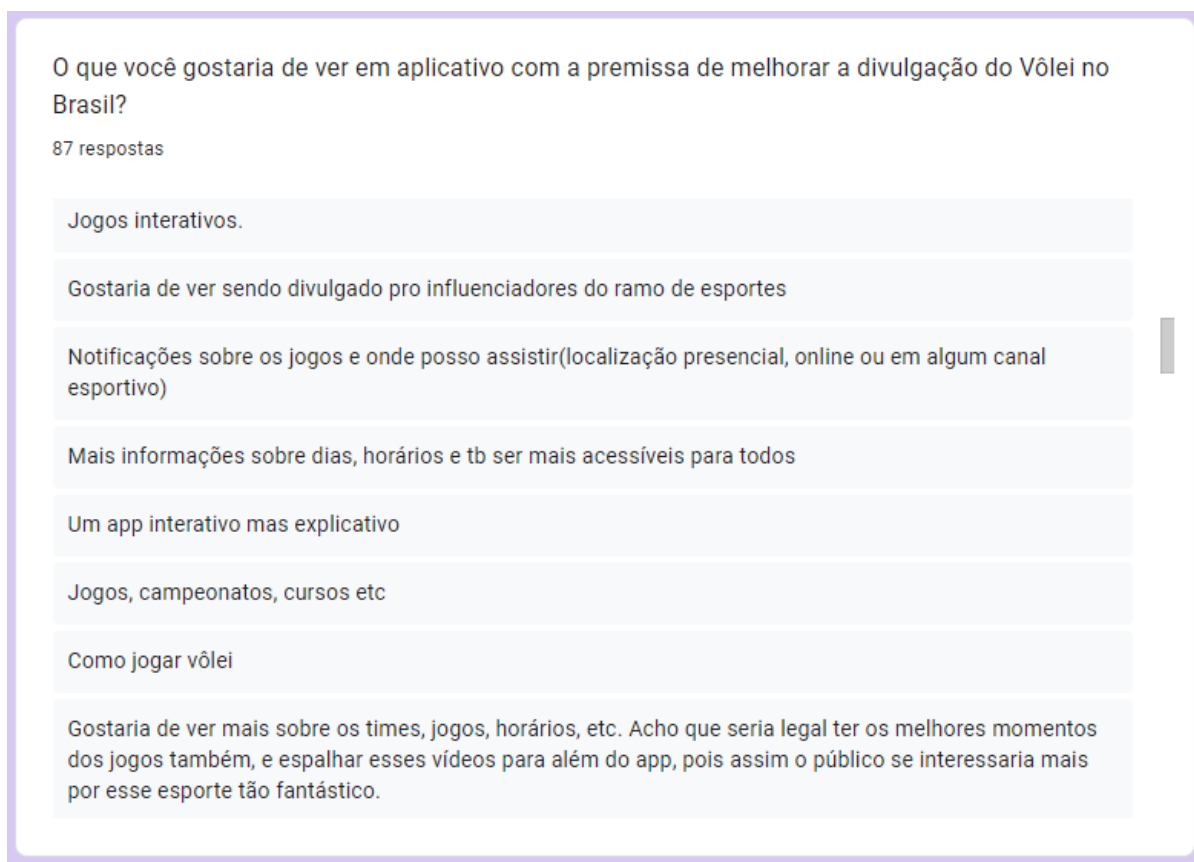 O que você gostaria de ver em aplicativo com a premissa de melhorar a divulgação do Vôlei no
Brasil?
87 respostas
Jogos interativos.
Gostaria de ver sendo divulgado pro influenciadores do ramo de esportes
Notificações sobre os jogos e onde posso assistir(localização presencial, online ou em algum canal
esportivo)
Mais informações sobre dias, horários e tb ser mais acessíveis para todos
Um app interativo mas explicativo
Jogos, campeonatos, cursos etc
Como jogar vôlei
Gostaria de ver mais sobre os times, jogos, horários, etc. Acho que seria legal ter os melhores momentos
dos jogos também, e espalhar esses vídeos para além do app, pois assim o público se interessaria mais
por esse esporte tão fantástico.